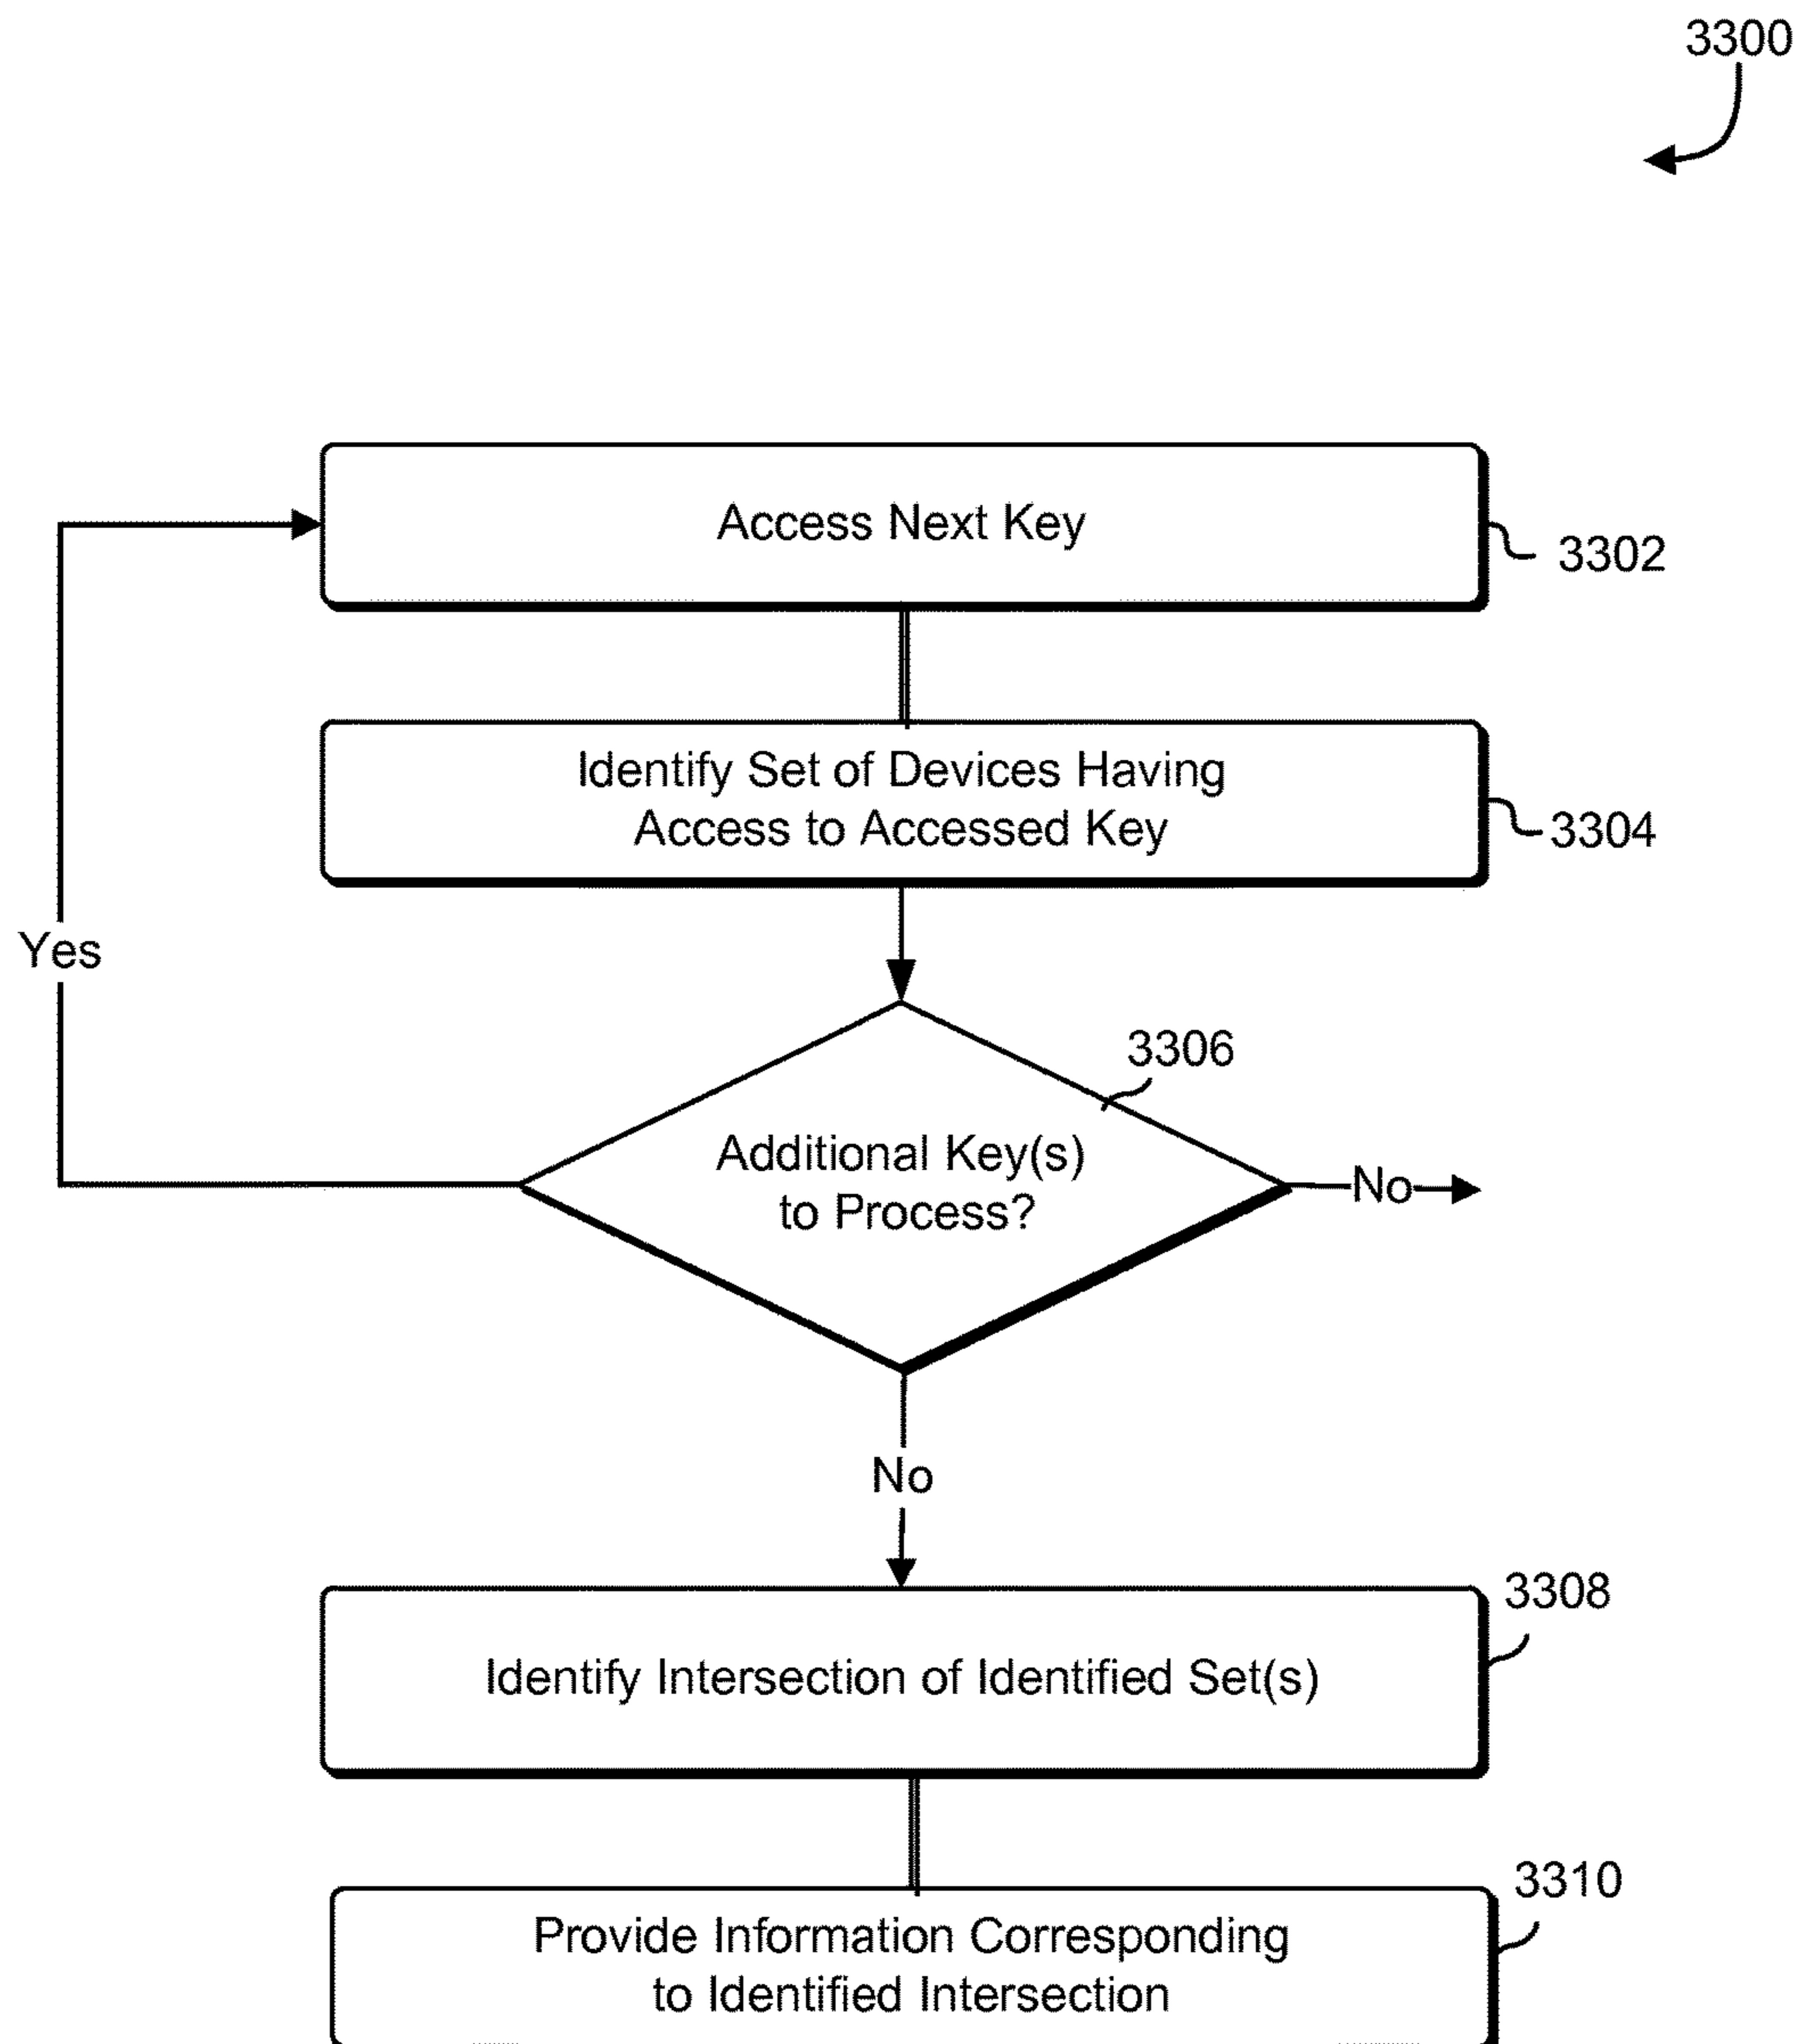 3300
Access Next Key
3302
Identify Set of Devices Having
Access to Accessed Key
3304
Yes
3306
Additional Key(s)
to Process?
No
No
3308
Identify Intersection of Identified Set(s)
3310
Provide Information Corresponding
to Identified Intersection